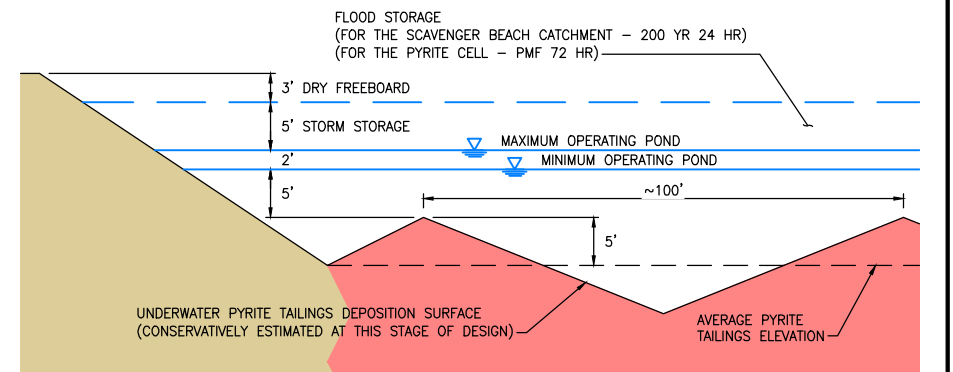 FLOOD STORAGE
(FOR THE SCAVENGER BEACH CATCHMENT – 200 YR 24 HR)
(FOR THE PYRITE CELL – PMF 72 HR)
3' DRY FREEBOARD
5' STORM STORAGE
MAXIMUM OPERATING POND
2'
MINIMUM OPERATING POND
5'
~100'
5'
UNDERWATER PYRITE TAILINGS DEPOSITION SURFACE
(CONSERVATIVELY ESTIMATED AT THIS STAGE OF DESIGN)
AVERAGE PYRITE
TAILINGS ELEVATION